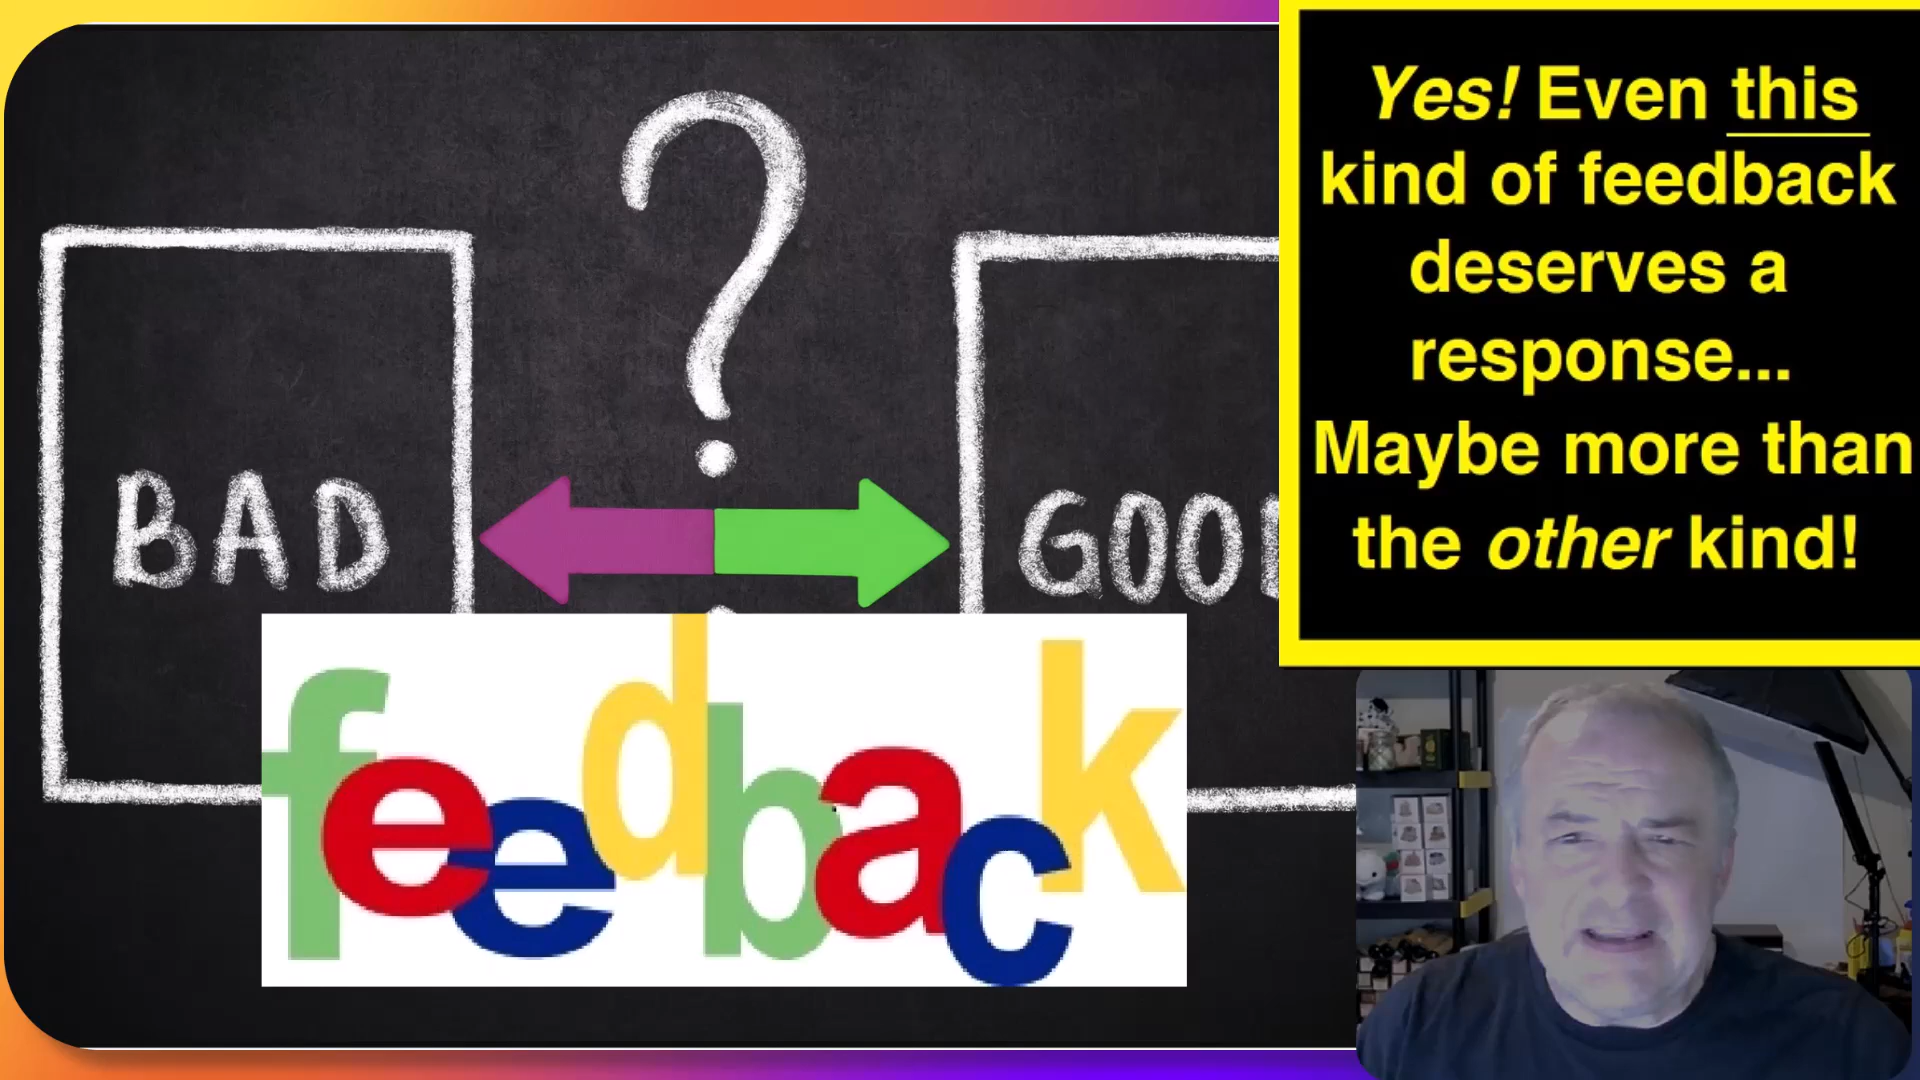 ?
BAD
GOO
feedback
Yes! Even this
kind of feedback
deserves a
response...
Maybe more than
the other kind!